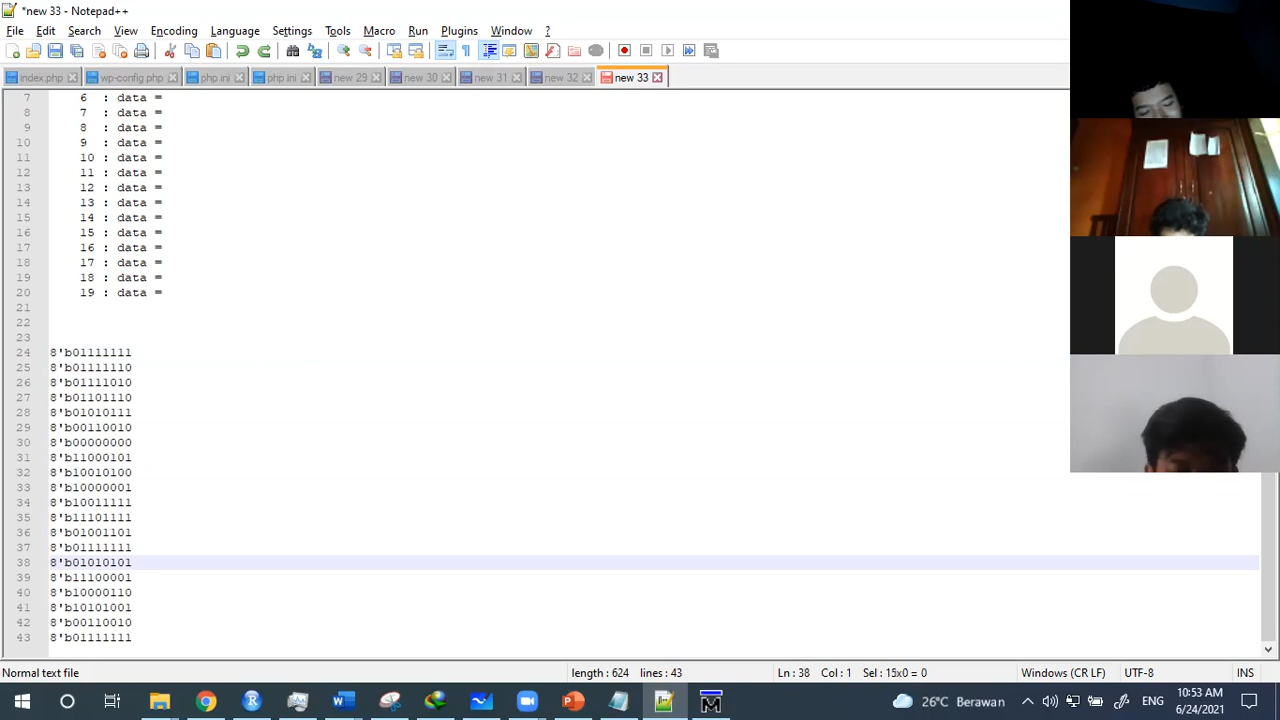 *new 33 - Notepad++
File Edit Search View Encoding Language Settings Tools Macro Run Plugins Window ?
index.php wp-config.php php.ini php.ini new 29 new 30 new 31 new 32 new 33
7 6 : data =
8 7 : data =
9 8 : data =
10 9 : data =
11 10 : data =
12 11 : data =
13 12 : data =
14 13 : data =
15 14 : data =
16 15 : data =
17 16 : data =
18 17 : data =
19 18 : data =
20 19 : data =
21
22
23
24 8'b01111111
25 8'b01111110
26 8'b01111010
27 8'b01101110
28 8'b01010111
29 8'b00110010
30 8'b00000000
31 8'b11000101
32 8'b10010100
33 8'b10000001
34 8'b10011111
35 8'b11101111
36 8'b01001101
37 8'b01111111
38 8'b01010101
39 8'b11100001
40 8'b10000110
41 8'b10101001
42 8'b00110010
43 8'b01111111
Normal text file length : 624 lines : 43 Ln : 38 Col : 1 Sel : 15x0 = 0 Windows (CR LF) UTF-8 INS
26°C Berawan ENG 10:53 AM
6/24/2021